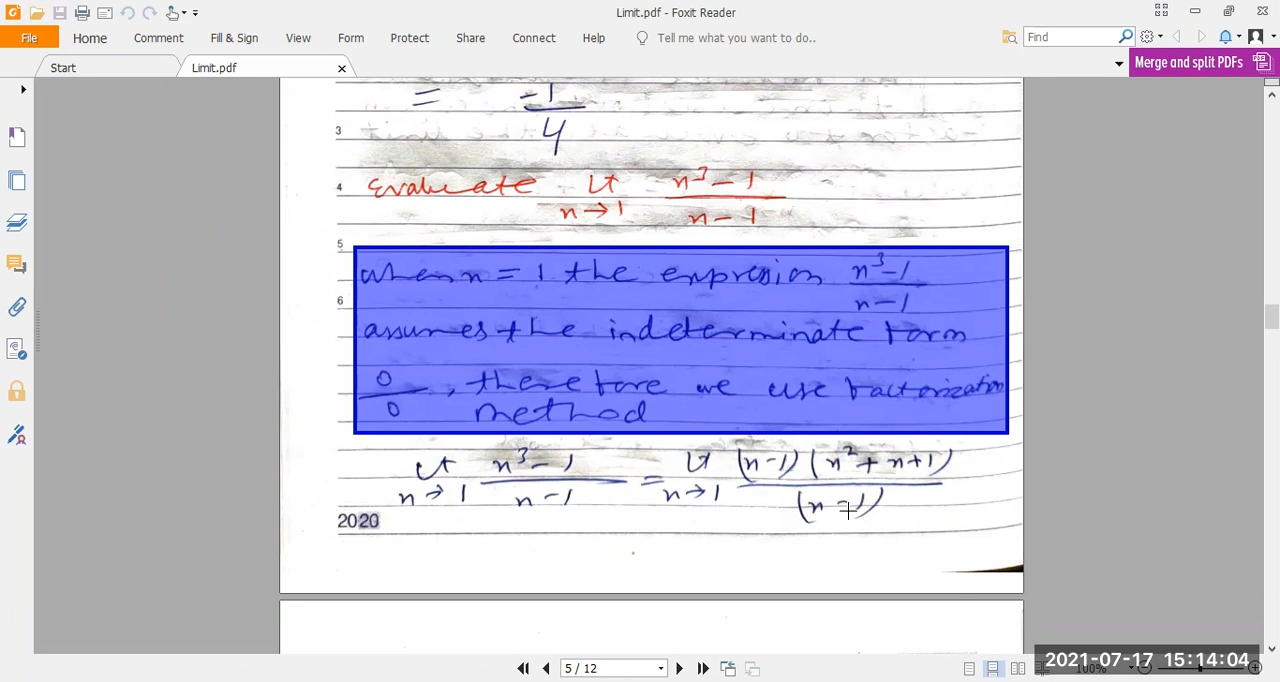 Limit.pdf - Foxit Reader
File Home Comment Fill & Sign View Form Protect Share Connect Help Tell me what you want to do.. Find
Start Limit.pdf Merge and split PDFs
= -1/4
3
4 Evaluate Lt n→1 n³-1 / n-1
5
when n = 1 the expression n³-1 / n-1
6
assumes the indeterminate form
0/0, therefore we use factorization
method
Lt n→1 n³-1 / n-1 = Lt n→1 (n-1)(n²+n+1) / (n-1)
2020
5 / 12 100%
2021-07-17 15:14:04